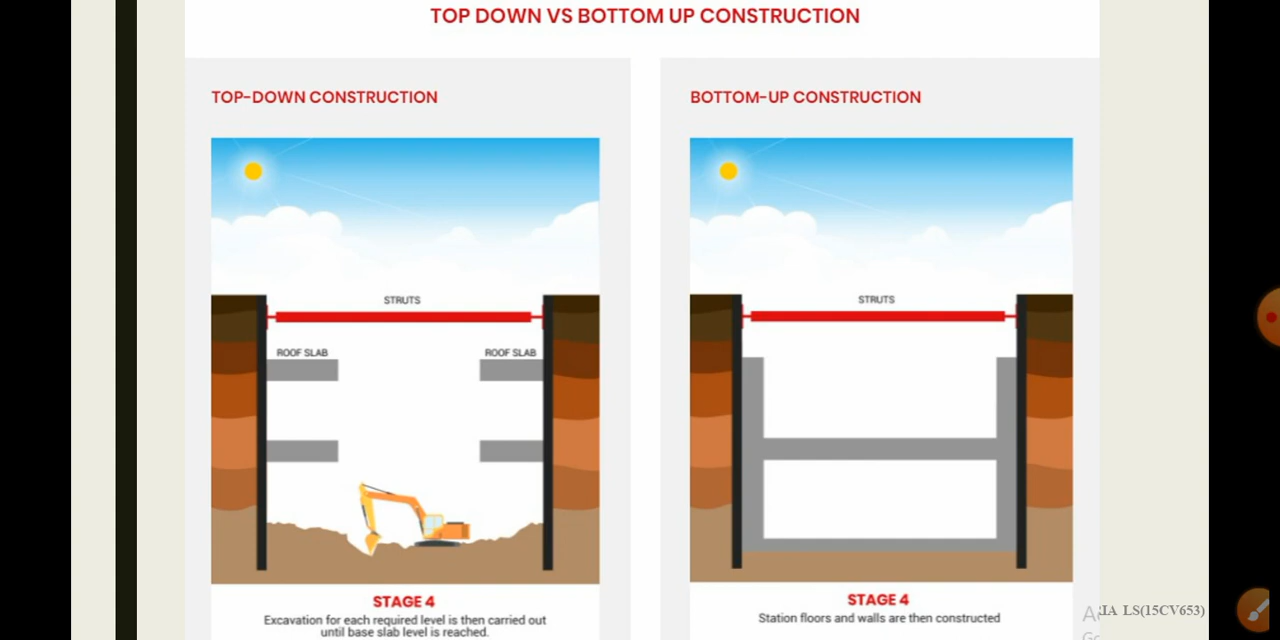 TOP DOWN VS BOTTOM UP CONSTRUCTION
TOP-DOWN CONSTRUCTION
STRUTS
ROOF SLAB
ROOF SLAB
STAGE 4
Excavation for each required level is then carried out
until base slab level is reached.
BOTTOM-UP CONSTRUCTION
STRUTS
STAGE 4
Station floors and walls are then constructed
LS(15CV653)